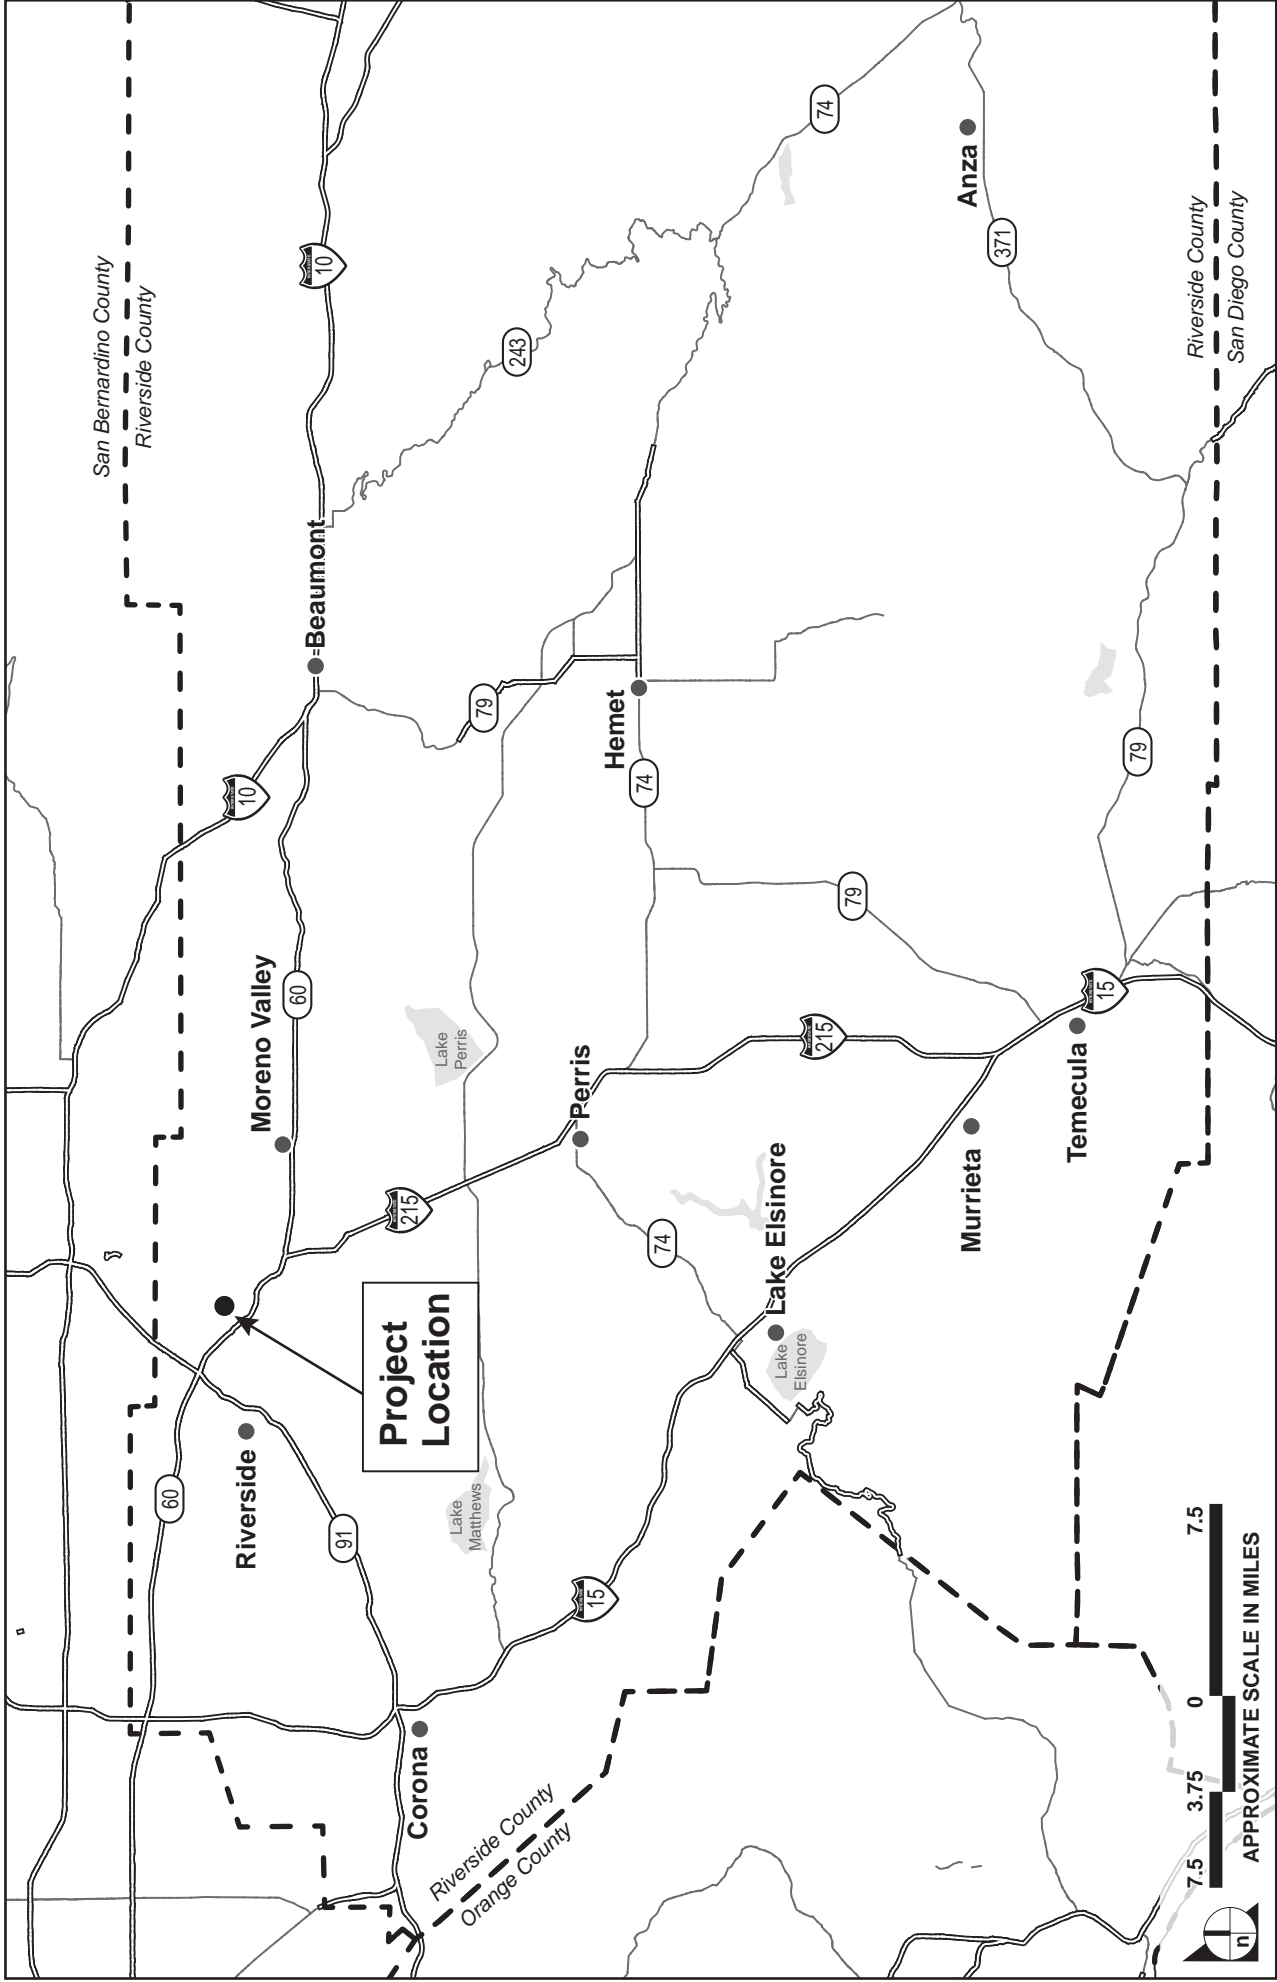 San Bernardino County
Riverside County
10
243
74
Anza
371
Riverside County
San Diego County
Beaumont
10
79
Hemet
74
79
79
Moreno Valley
60
Lake
Perris
215
Perris
215
15
Temecula
Murrieta
74
Lake Elsinore
Lake
Elsinore
Project
Location
Riverside
60
91
Lake
Matthews
15
Corona
Riverside County
Orange County
7.5
3.75
0
7.5
APPROXIMATE SCALE IN MILES
n